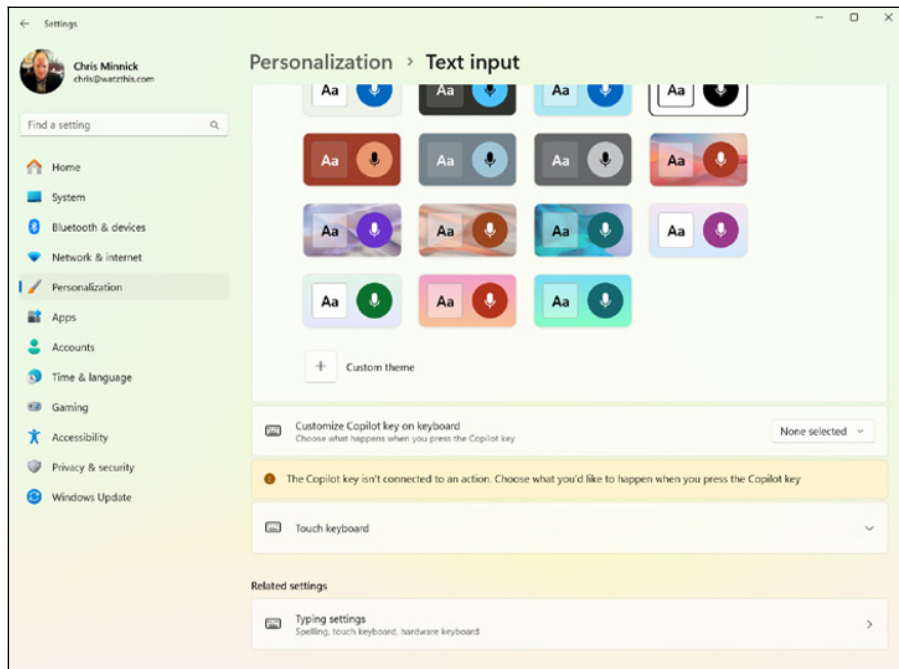 Settings
Chris Minnick
chris@watzthis.com
Find a setting
Home
System
Bluetooth & devices
Network & internet
Personalization
Apps
Accounts
Time & language
Gaming
Accessibility
Privacy & security
Windows Update
Personalization > Text input
Aa Aa Aa Aa
Aa Aa Aa Aa
Aa Aa Aa Aa
Aa Aa Aa
+ Custom theme
Customize Copilot key on keyboard
Choose what happens when you press the Copilot key
None selected
The Copilot key isn't connected to an action. Choose what you'd like to happen when you press the Copilot key
Touch keyboard
Related settings
Typing settings
Spelling, touch keyboard, hardware keyboard